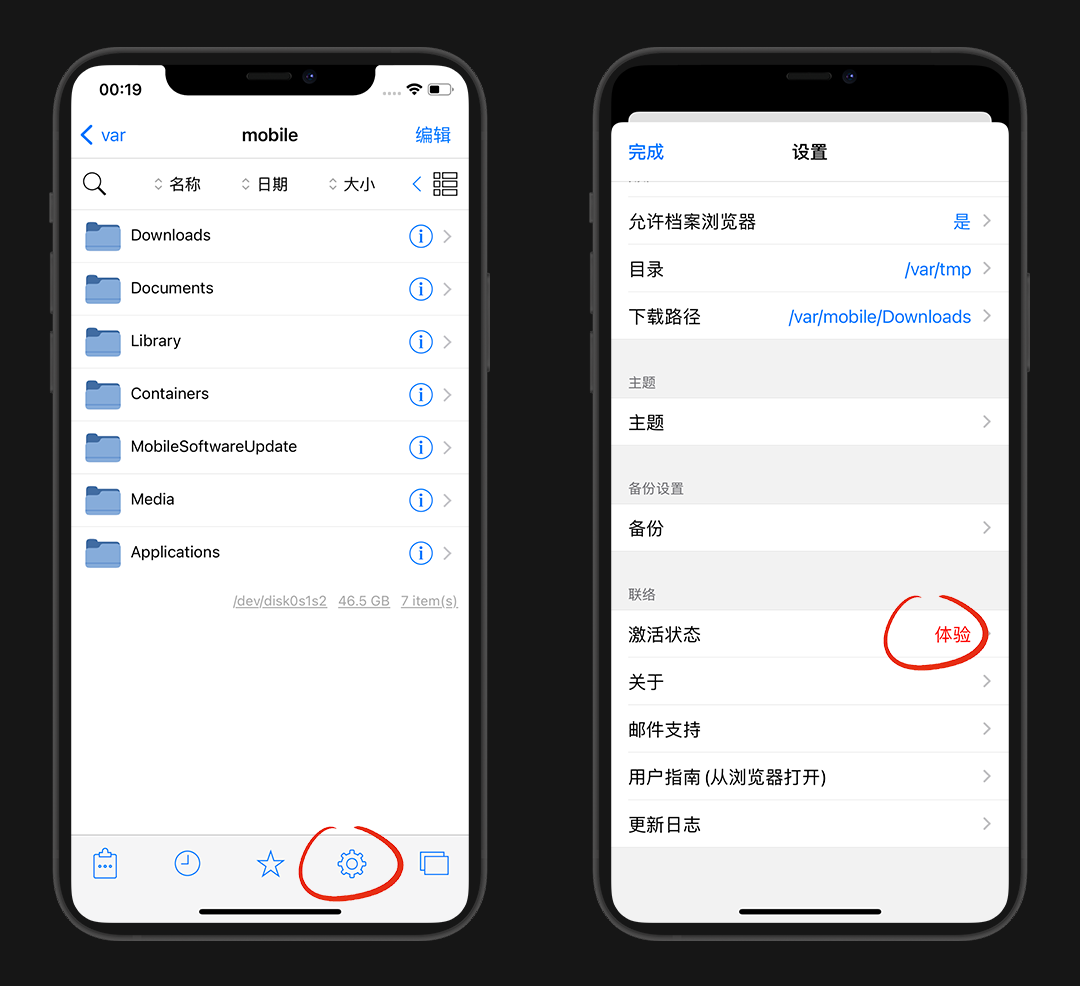 00:19
var
mobile
编辑
名称
日期
大小
Downloads
Documents
Library
Containers
MobileSoftwareUpdate
Media
Applications
/dev/disk0s1s2 46.5 GB 7 item(s)
完成
设置
允许档案浏览器 是
目录 /var/tmp
下载路径 /var/mobile/Downloads
主题
主题
备份设置
备份
联络
激活状态 体验
关于
邮件支持
用户指南 (从浏览器打开)
更新日志